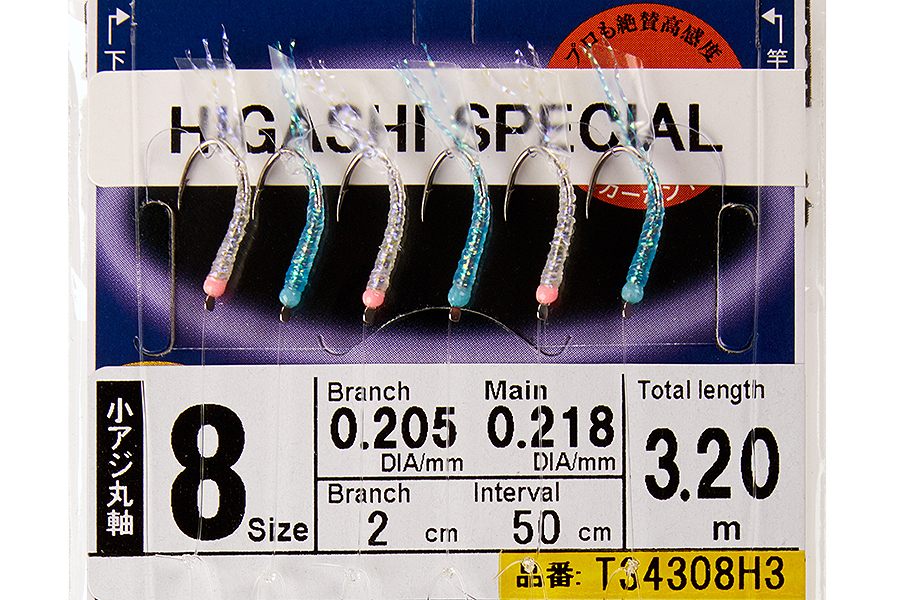 下
竿
プロも絶賛高感度
HIGASHI SPECIAL
小アジ丸軸
8 Size
Branch
0.205
DIA/mm
Main
0.218
DIA/mm
Branch
2 cm
Interval
50 cm
Total length
3.20
m
品番: T34308H3